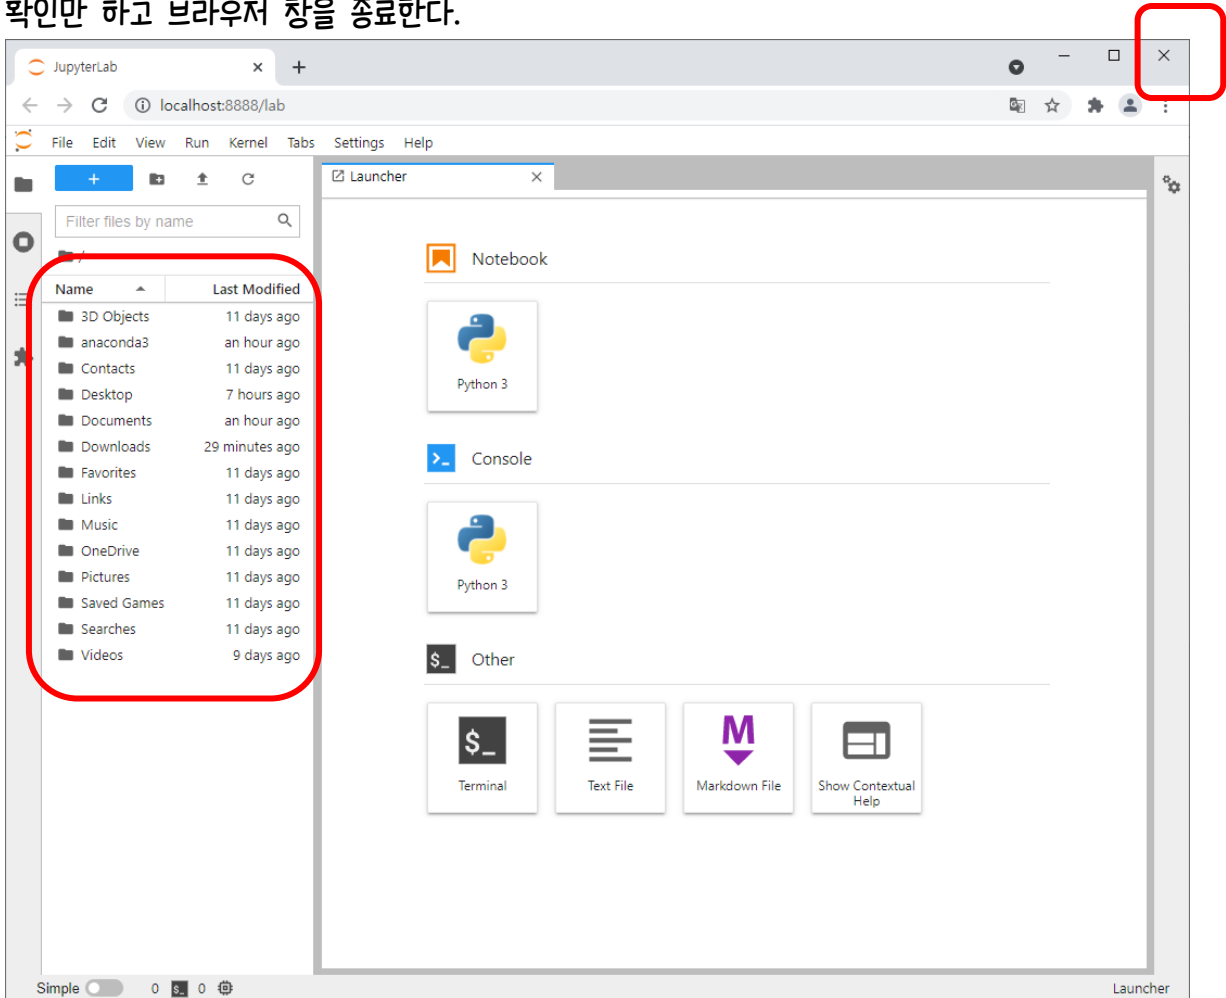 확인만 하고 브라우저 창을 종료한다.
JupyterLab
localhost:8888/lab
File Edit View Run Kernel Tabs Settings Help
Launcher
Filter files by name
/
Name Last Modified
3D Objects 11 days ago
anaconda3 an hour ago
Contacts 11 days ago
Desktop 7 hours ago
Documents an hour ago
Downloads 29 minutes ago
Favorites 11 days ago
Links 11 days ago
Music 11 days ago
OneDrive 11 days ago
Pictures 11 days ago
Saved Games 11 days ago
Searches 11 days ago
Videos 9 days ago
Notebook
Python 3
Console
Python 3
$_ Other
$_
M
Terminal Text File Markdown File Show Contextual
Help
Simple 0 $_ 0 Launcher